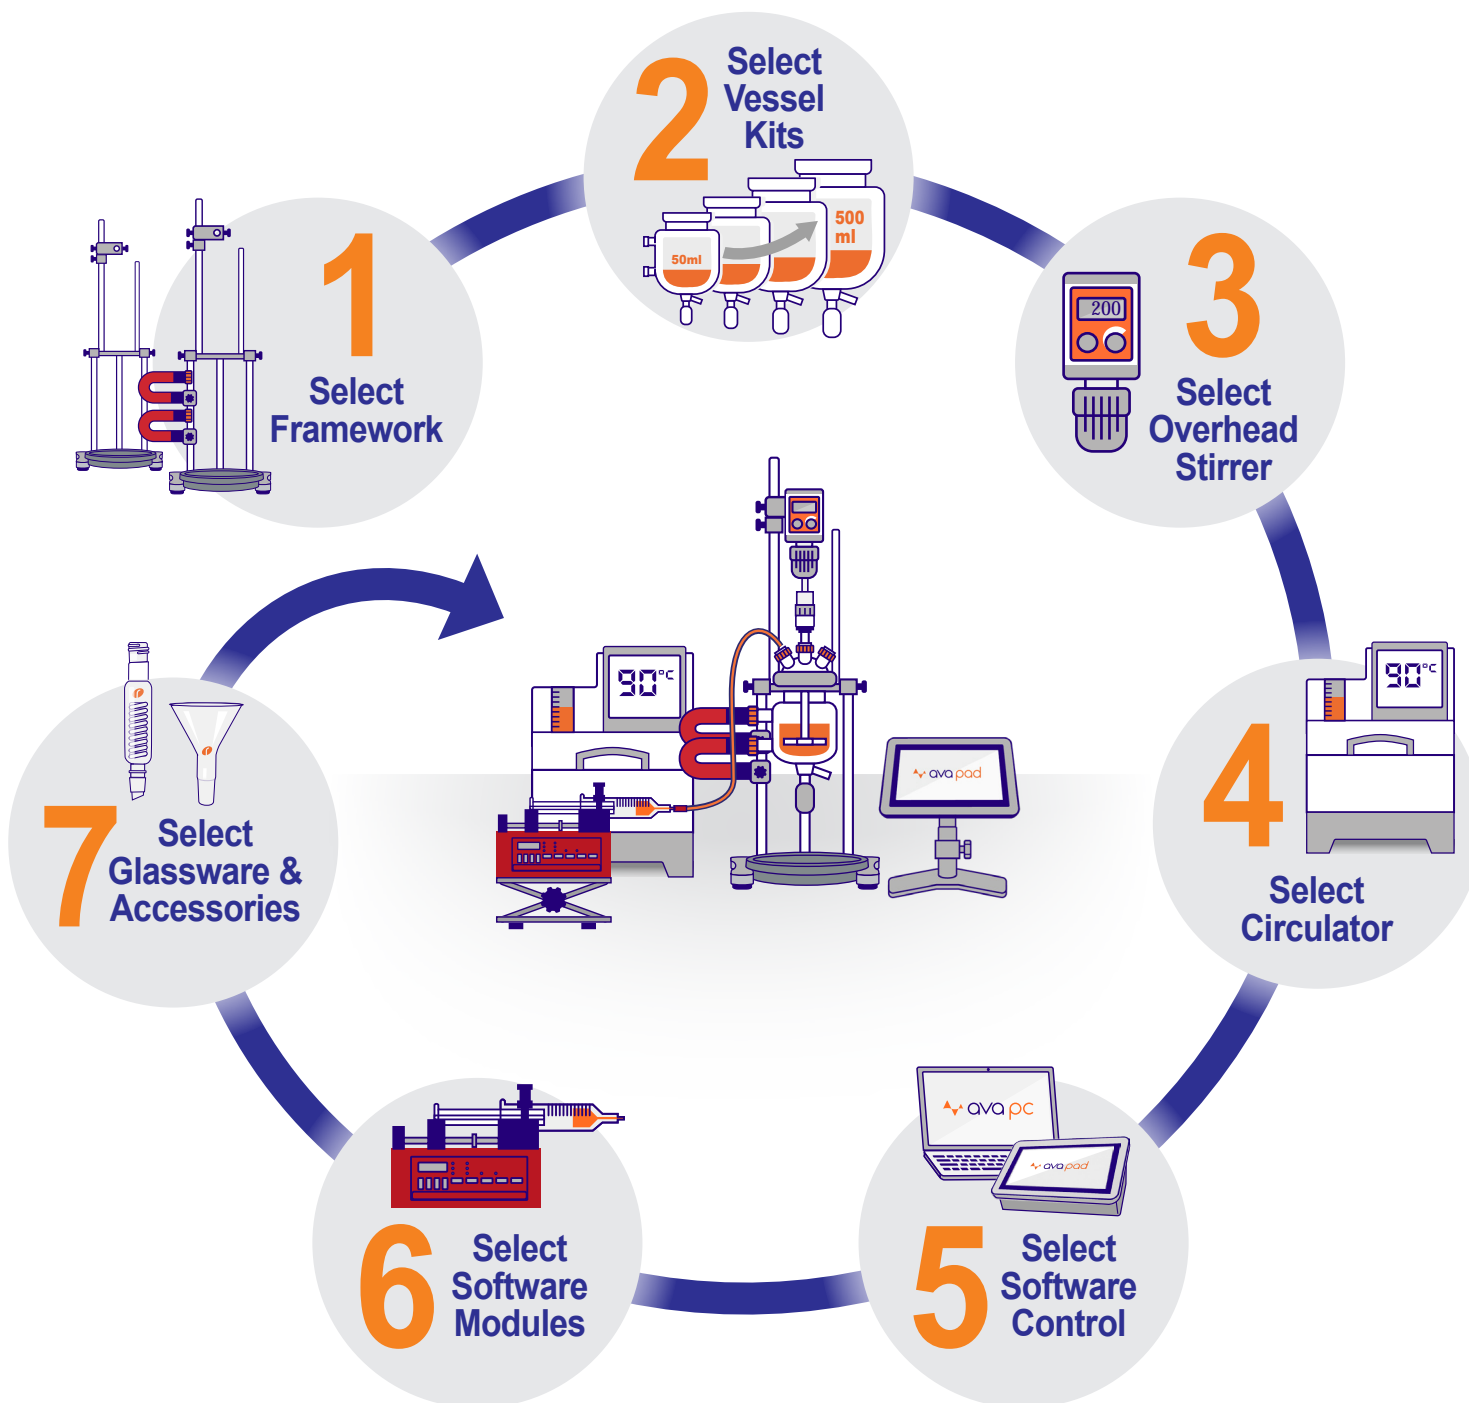 1
Select
Framework
2
Select
Vessel
Kits
50ml
500
ml
3
200
Select
Overhead
Stirrer
4
90°C
Select
Circulator
5
ava pc
ava pad
Select
Software
Control
6
Select
Software
Modules
7
Select
Glassware &
Accessories
90°C
ava pad